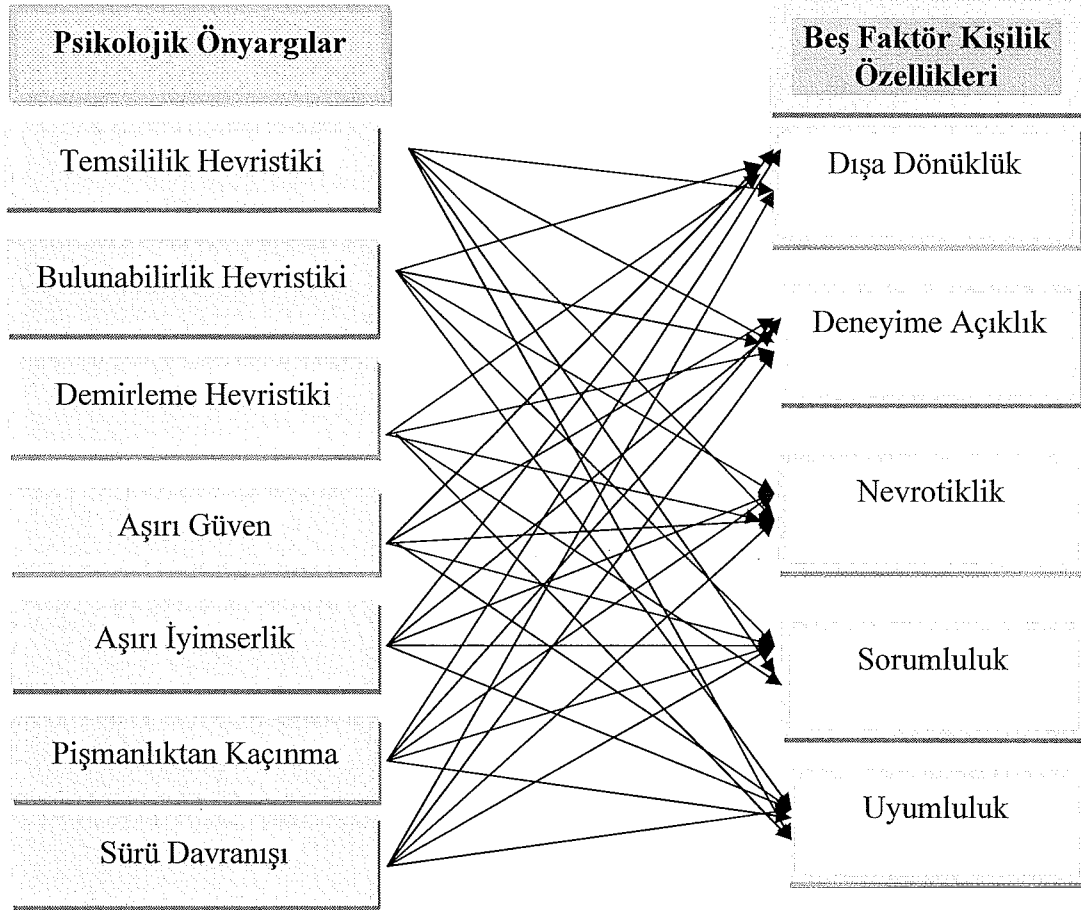 Psikolojik Önyargılar
Temsililik Hevristiki
Bulunabilirlik Hevristiki
Demirleme Hevristiki
Aşırı Güven
Aşırı İyimserlik
Pişmanlıktan Kaçınma
Sürü Davranışı
Beş Faktör Kişilik
Özellikleri
Dışa Dönüklük
Deneyime Açıklık
Nevrotiklik
Sorumluluk
Uyumluluk